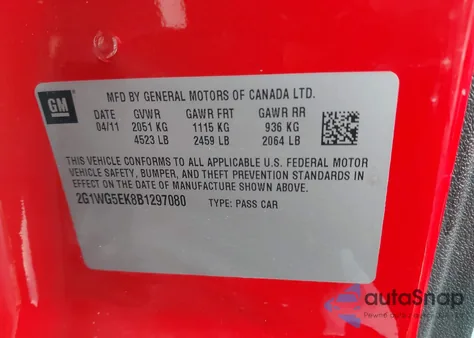 GM
MFD BY GENERAL MOTORS OF CANADA LTD.
DATE GVWR GAWR FRT GAWR RR
04/11 2051 KG 1115 KG 936 KG
4523 LB 2459 LB 2064 LB
THIS VEHICLE CONFORMS TO ALL APPLICABLE U.S. FEDERAL MOTOR
VEHICLE SAFETY, BUMPER, AND THEFT PREVENTION STANDARDS
IN EFFECT ON THE DATE OF MANUFACTURE SHOWN ABOVE.
2G1WG5EK8B1297080 TYPE: PASS CAR
autoSnap